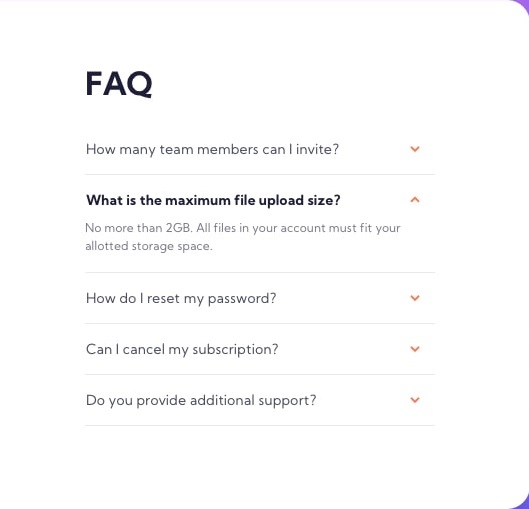 FAQ
How many team members can I invite?
What is the maximum file upload size?
No more than 2GB. All files in your account must fit your
allotted storage space.
How do I reset my password?
Can I cancel my subscription?
Do you provide additional support?